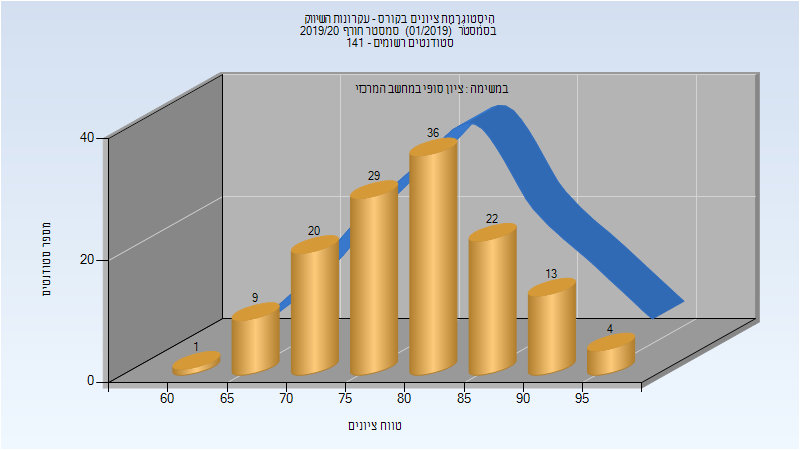 היסטוגרמת ציונים בקורס - עקרונות השיווק
בסמסטר (01/2019) סמסטר חורף 2019/20
סטודנטים רשומים - 141
במשימה : ציון סופי במחשב המרכזי
מספר סטודנטים
40
20
0
1
9
20
29
36
22
13
4
60 65 70 75 80 85 90 95
טווח ציונים